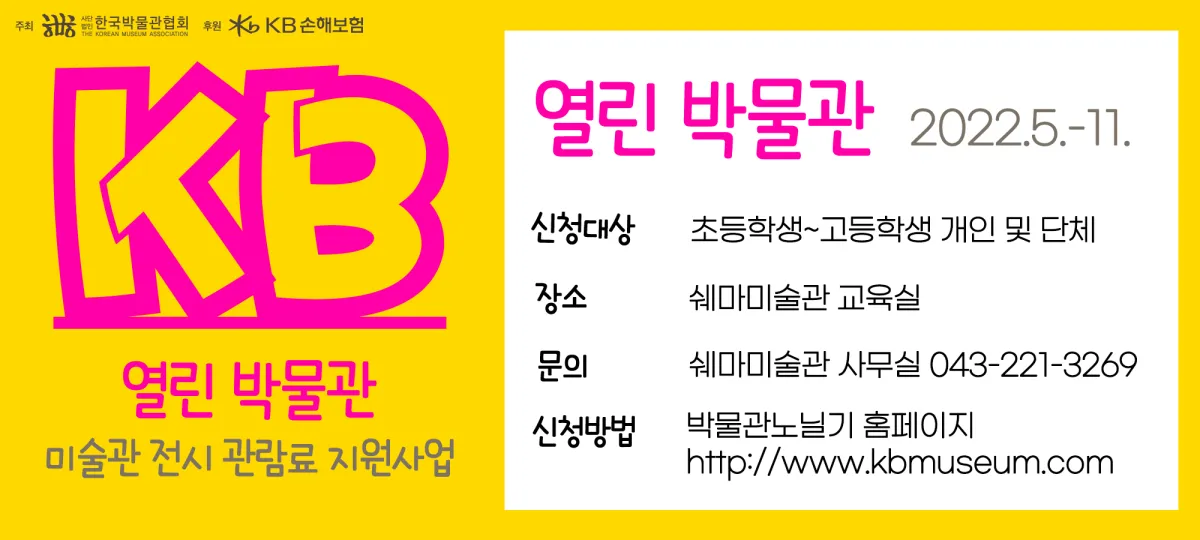 주최 사단법인 한국박물관협회 THE KOREAN MUSEUM ASSOCIATION 후원 KB손해보험
KB
열린 박물관
미술관 전시 관람료 지원사업
열린 박물관 2022.5.-11.
신청대상 초등학생~고등학생 개인 및 단체
장소 쉐마미술관 교육실
문의 쉐마미술관 사무실 043-221-3269
신청방법 박물관노닐기 홈페이지
http://www.kbmuseum.com